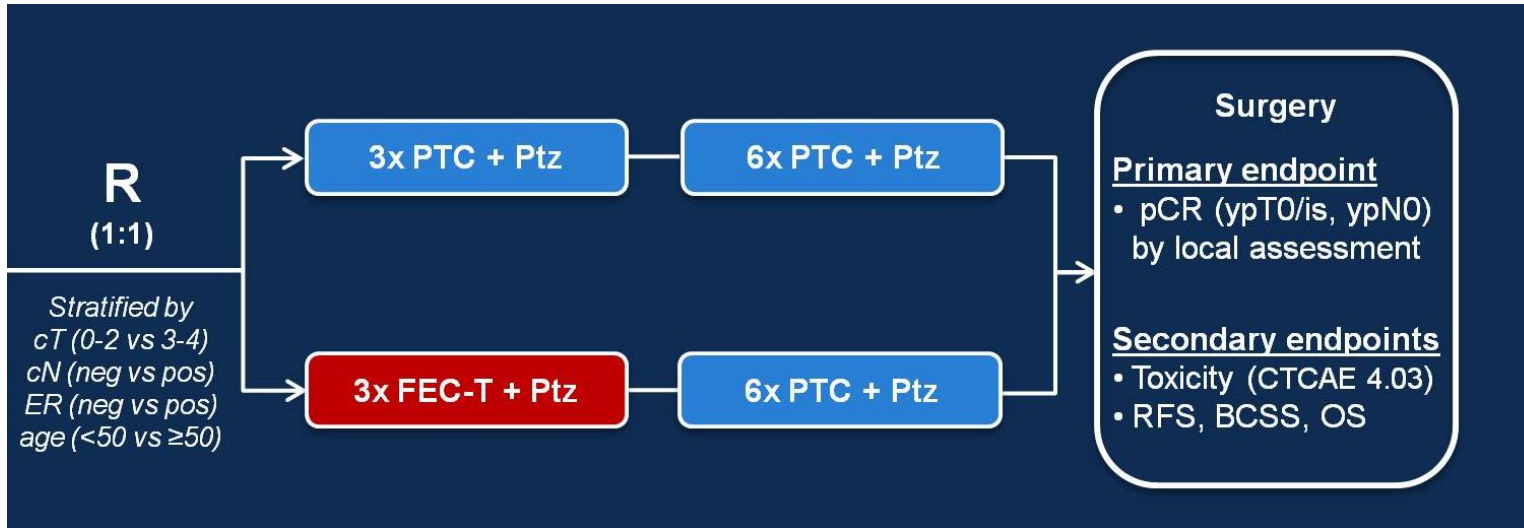 R
(1:1)
Stratified by
cT (0-2 vs 3-4)
cN (neg vs pos)
ER (neg vs pos)
age (<50 vs ≥50)
3x PTC + Ptz
6x PTC + Ptz
3x FEC-T + Ptz
6x PTC + Ptz
Surgery
Primary endpoint
• pCR (ypT0/is, ypN0)
by local assessment
Secondary endpoints
• Toxicity (CTCAE 4.03)
• RFS, BCSS, OS